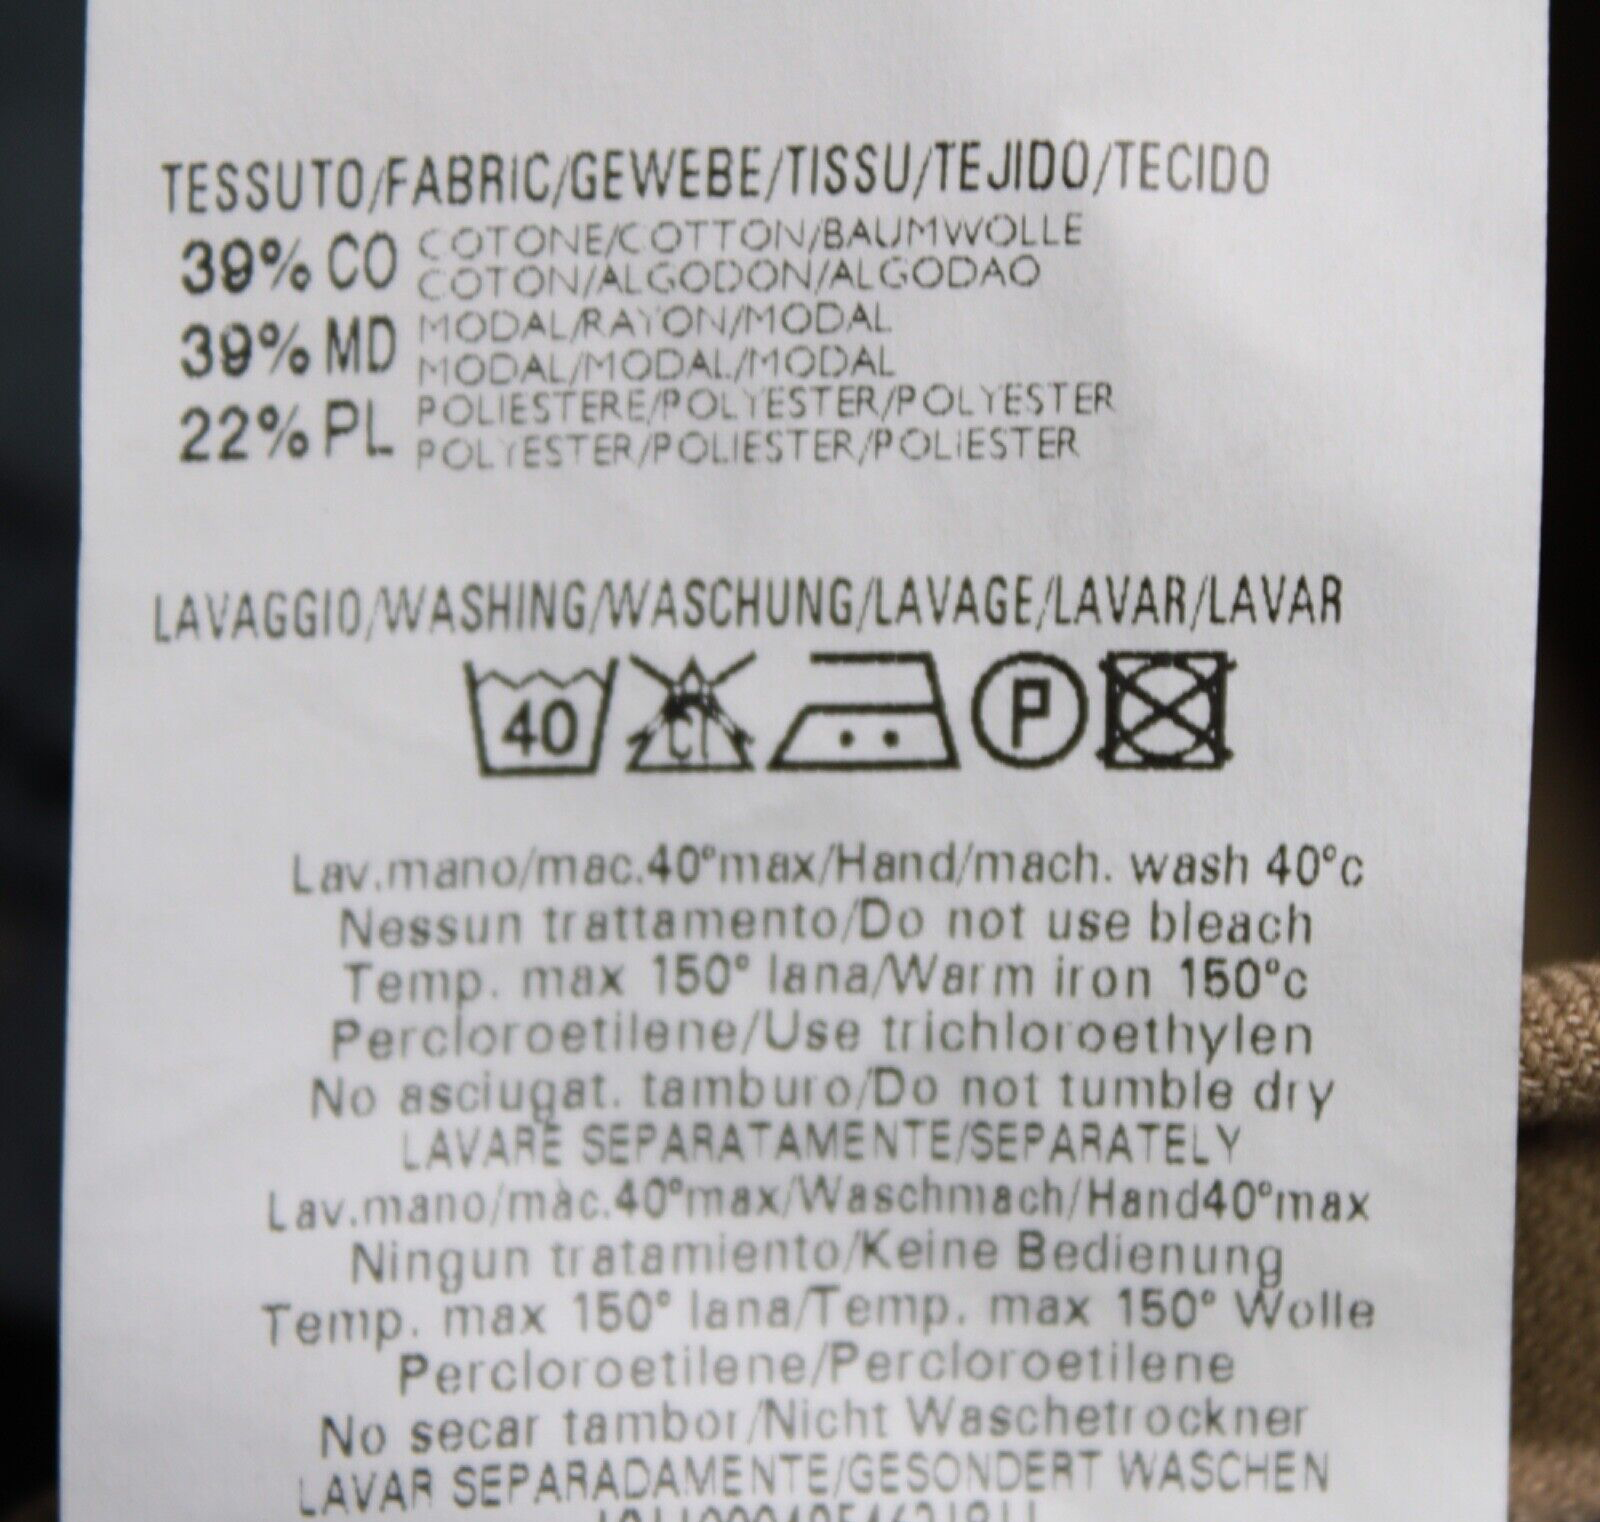 TESSUTO/FABRIC/GEWEBE/TISSU/TEJIDO/TECIDO
39% CO COTONE/COTTON/BAUMWOLLE
COTON/ALGODON/ALGODAO
39% MD MODAL/RAYON/MODAL
MODAL/MODAL/MODAL
22% PL POLIESTERE/POLYESTER/POLYESTER
POLYESTER/POLIESTER/POLIESTER
LAVAGGIO/WASHING/WASCHUNG/LAVAGE/LAVAR/LAVAR
40 Cl P
Lav.mano/mac.40°max/Hand/mach. wash 40°c
Nessun trattamento/Do not use bleach
Temp. max 150° lana/Warm iron 150°c
Percloroetilene/Use trichloroethylen
No asciugat. tamburo/Do not tumble dry
LAVARE SEPARATAMENTE/SEPARATELY
Lav.mano/mac.40°max/Waschmach/Hand40°max
Ningun tratamiento/Keine Bedienung
Temp. max 150° lana/Temp. max 150° Wolle
Percloroetilene/Percloroetilene
No secar tambor/Nicht Waschetrockner
LAVAR SEPARADAMENTE/GESONDERT WASCHEN